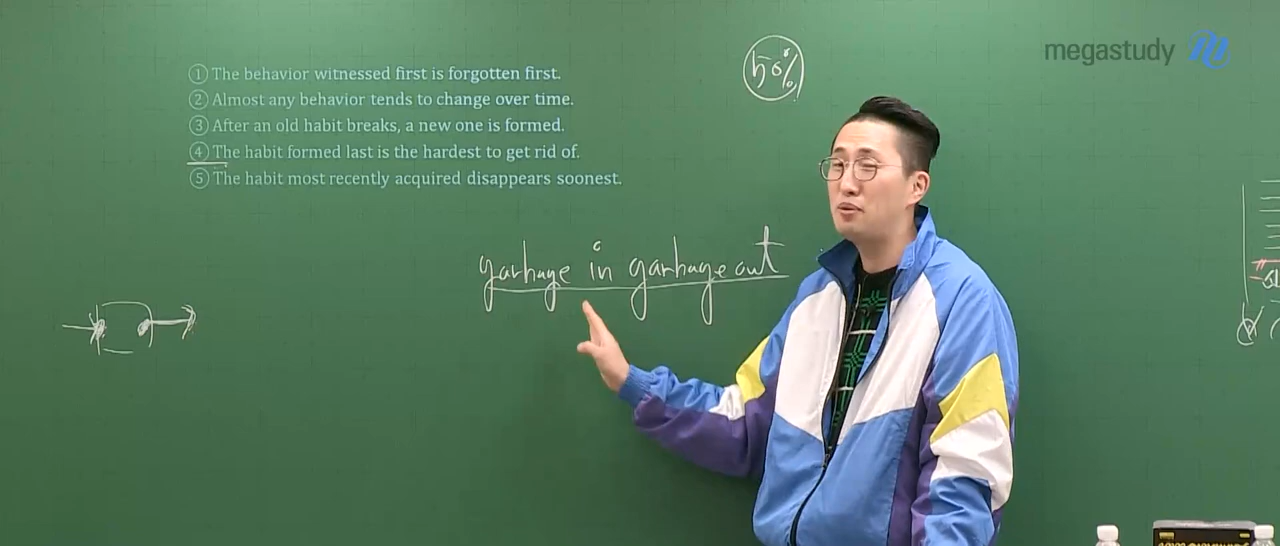 megastudy
50%
① The behavior witnessed first is forgotten first.
② Almost any behavior tends to change over time.
③ After an old habit breaks, a new one is formed.
④ The habit formed last is the hardest to get rid of.
⑤ The habit most recently acquired disappears soonest.
garbage in garbage out